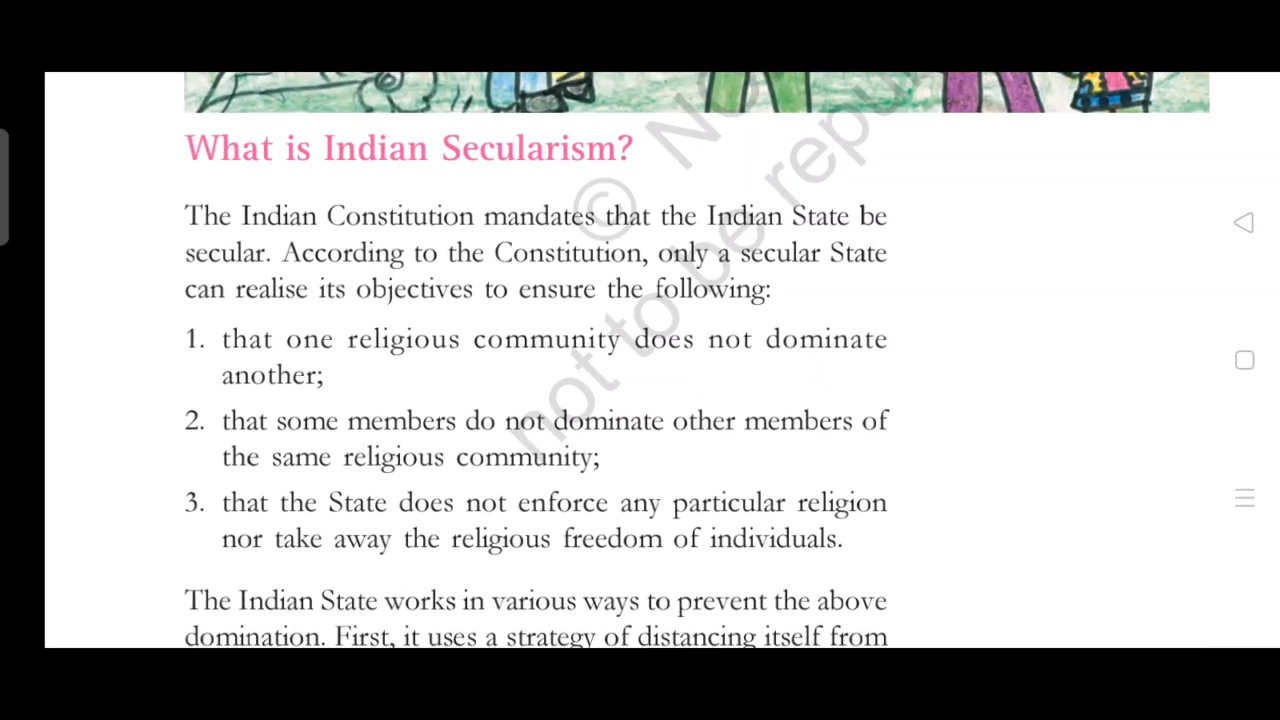 What is Indian Secularism?
The Indian Constitution mandates that the Indian State be
secular. According to the Constitution, only a secular State
can realise its objectives to ensure the following:
1. that one religious community does not dominate
another;
2. that some members do not dominate other members of
the same religious community;
3. that the State does not enforce any particular religion
nor take away the religious freedom of individuals.
The Indian State works in various ways to prevent the above
domination. First, it uses a strategy of distancing itself from
©
not to be